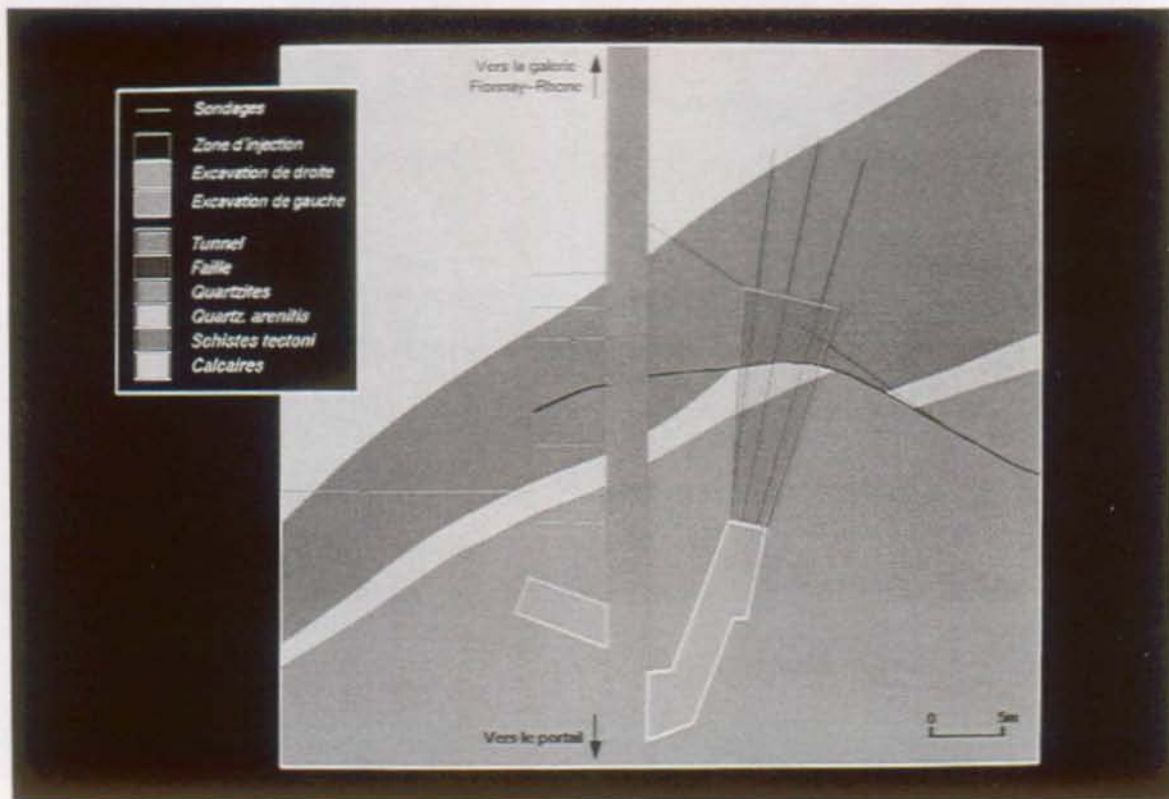 Vers la galerie
Fionnay-Rhone
Sondages
Zone d'injection
Excavation de droite
Excavation de gauche
Tunnel
Faille
Quartzites
Quartz. arenitis
Schistes tectoni
Calcaires
Vers le portail
0 5m